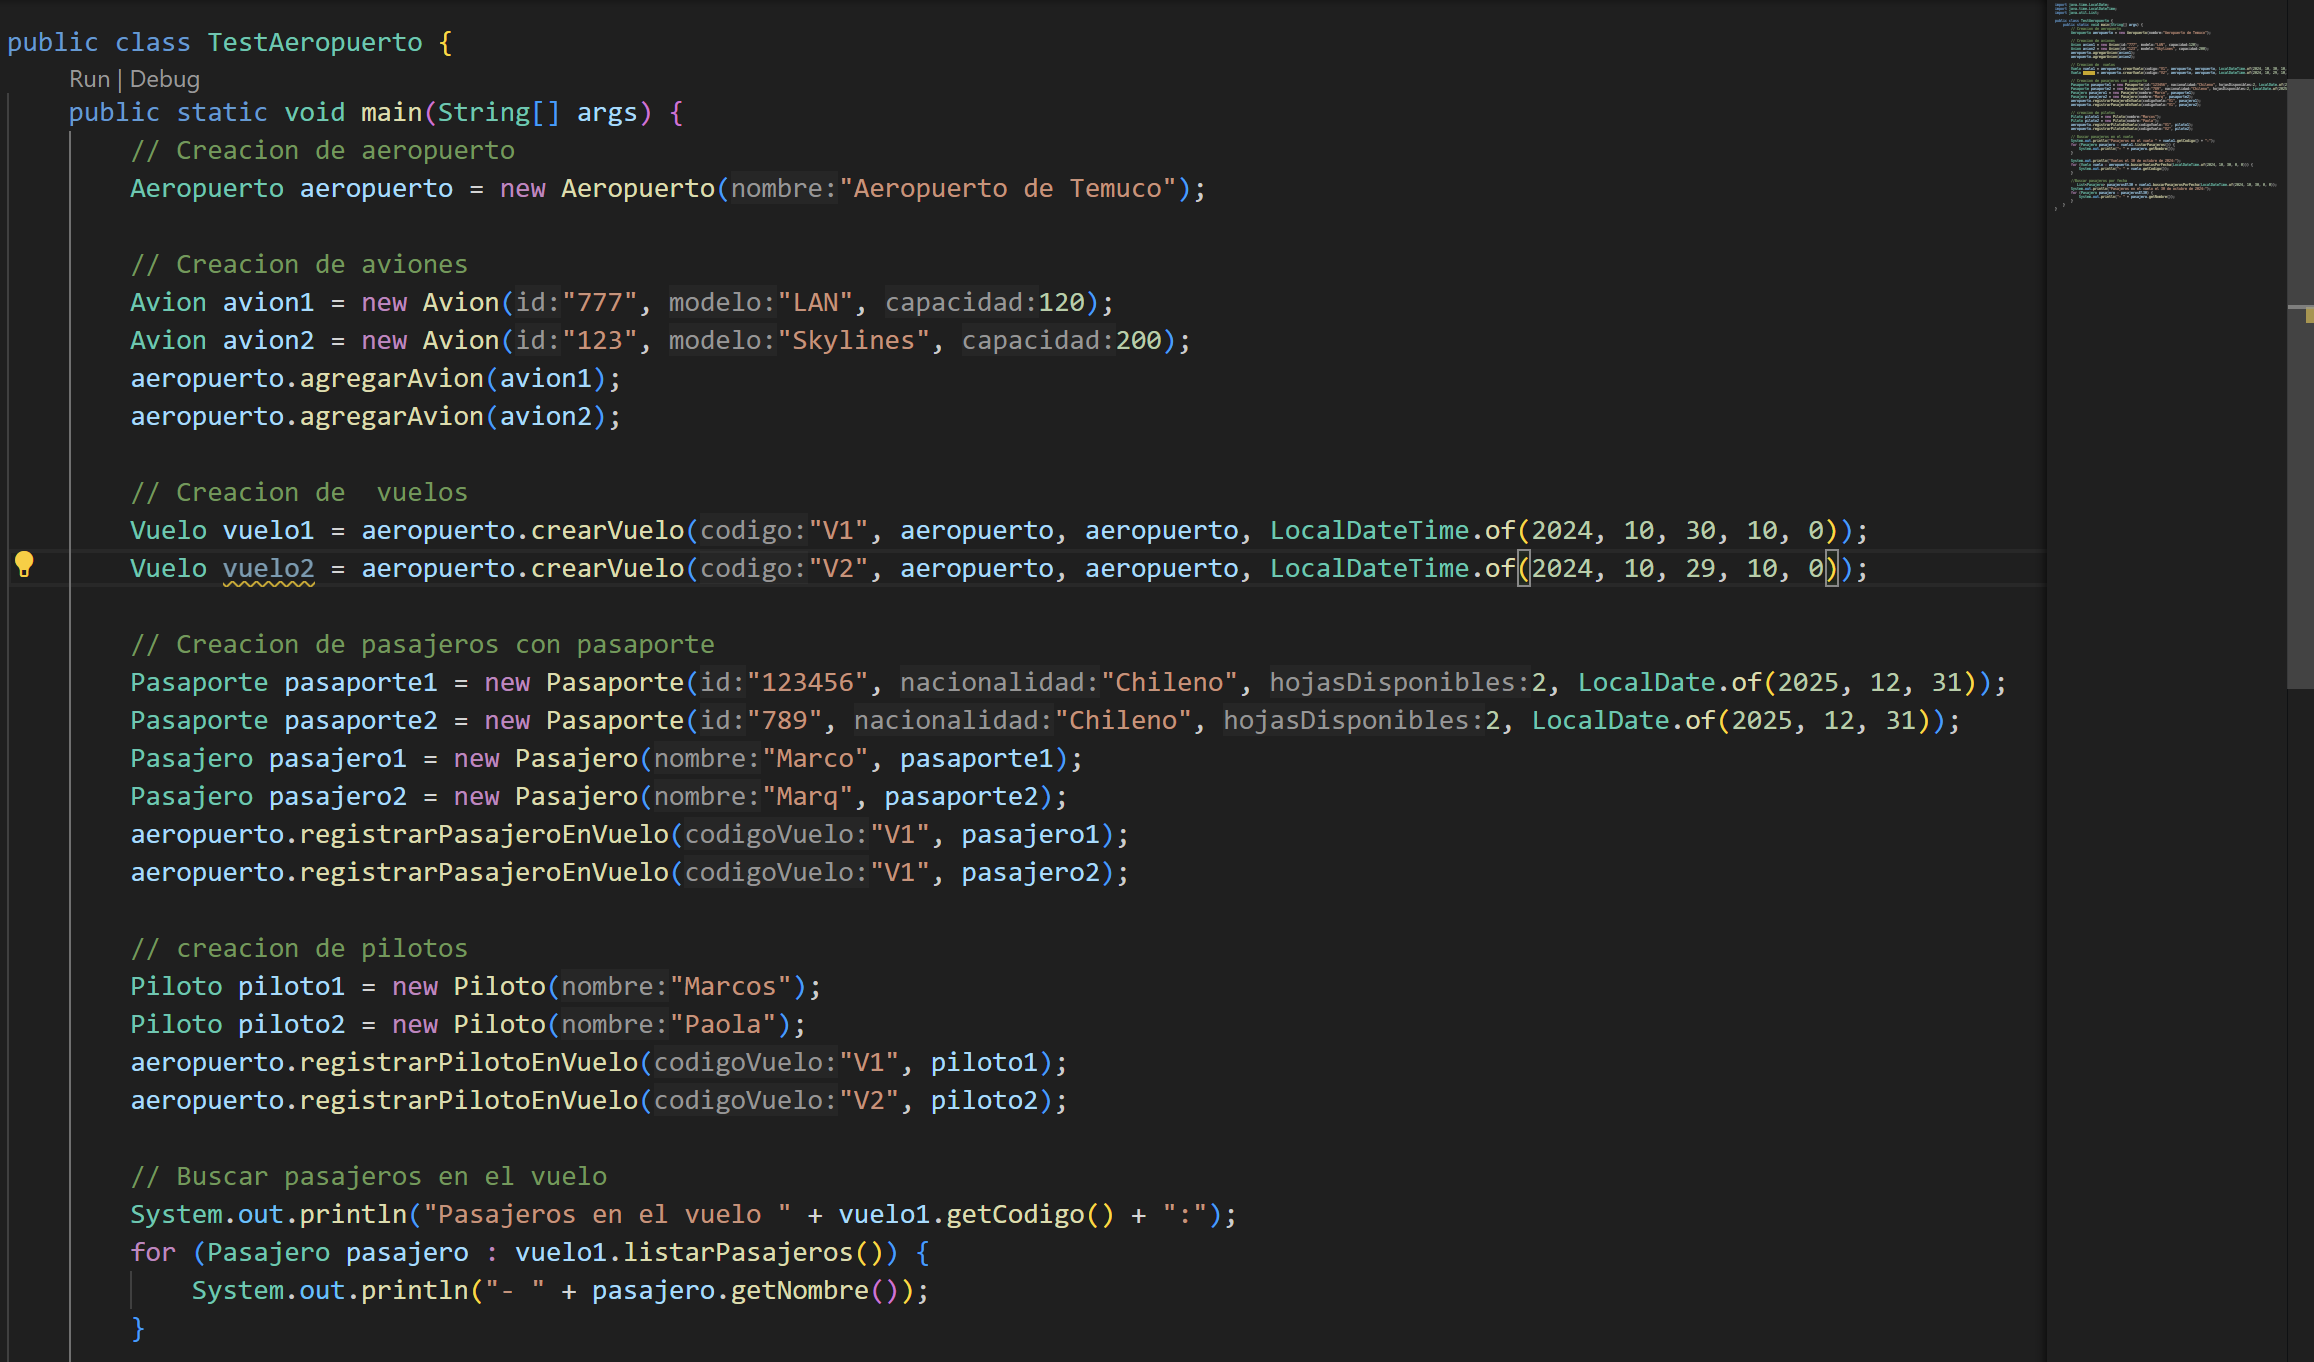 public class TestAeropuerto {
Run | Debug
public static void main(String[] args) {
// Creacion de aeropuerto
Aeropuerto aeropuerto = new Aeropuerto(nombre:"Aeropuerto de Temuco");
// Creacion de aviones
Avion avion1 = new Avion(id:"777", modelo:"LAN", capacidad:120);
Avion avion2 = new Avion(id:"123", modelo:"Skylines", capacidad:200);
aeropuerto.agregarAvion(avion1);
aeropuerto.agregarAvion(avion2);
// Creacion de  vuelos
Vuelo vuelo1 = aeropuerto.crearVuelo(codigo:"V1", aeropuerto, aeropuerto, LocalDateTime.of(2024, 10, 30, 10, 0));
Vuelo vuelo2 = aeropuerto.crearVuelo(codigo:"V2", aeropuerto, aeropuerto, LocalDateTime.of(2024, 10, 29, 10, 0));
// Creacion de pasajeros con pasaporte
Pasaporte pasaporte1 = new Pasaporte(id:"123456", nacionalidad:"Chileno", hojasDisponibles:2, LocalDate.of(2025, 12, 31));
Pasaporte pasaporte2 = new Pasaporte(id:"789", nacionalidad:"Chileno", hojasDisponibles:2, LocalDate.of(2025, 12, 31));
Pasajero pasajero1 = new Pasajero(nombre:"Marco", pasaporte1);
Pasajero pasajero2 = new Pasajero(nombre:"Marq", pasaporte2);
aeropuerto.registrarPasajeroEnVuelo(codigoVuelo:"V1", pasajero1);
aeropuerto.registrarPasajeroEnVuelo(codigoVuelo:"V1", pasajero2);
// creacion de pilotos
Piloto piloto1 = new Piloto(nombre:"Marcos");
Piloto piloto2 = new Piloto(nombre:"Paola");
aeropuerto.registrarPilotoEnVuelo(codigoVuelo:"V1", piloto1);
aeropuerto.registrarPilotoEnVuelo(codigoVuelo:"V2", piloto2);
// Buscar pasajeros en el vuelo
System.out.println("Pasajeros en el vuelo " + vuelo1.getCodigo() + ":");
for (Pasajero pasajero : vuelo1.listarPasajeros()) {
System.out.println("- " + pasajero.getNombre());
}